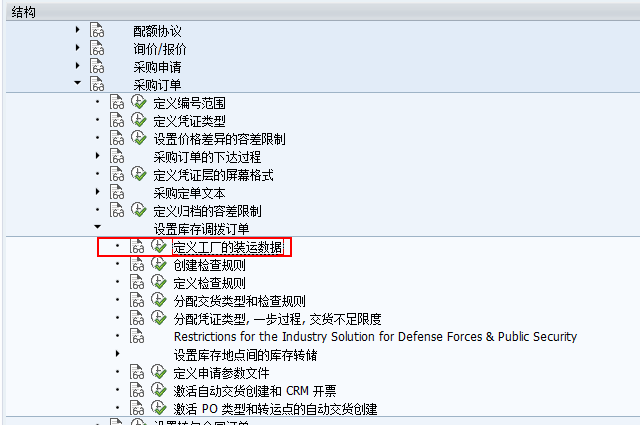 结构
配额协议
询价/报价
采购申请
采购订单
定义编号范围
定义凭证类型
设置价格差异的容差限制
采购订单的下达过程
定义凭证层的屏幕格式
采购定单文本
定义归档的容差限制
设置库存调拨订单
定义工厂的装运数据
创建检查规则
定义检查规则
分配交货类型和检查规则
分配凭证类型, 一步过程, 交货不足限度
Restrictions for the Industry Solution for Defense Forces & Public Security
设置库存地点间的库存转储
定义申请参数文件
激活自动交货创建和 CRM 开票
激活 PO 类型和转运点的自动交货创建